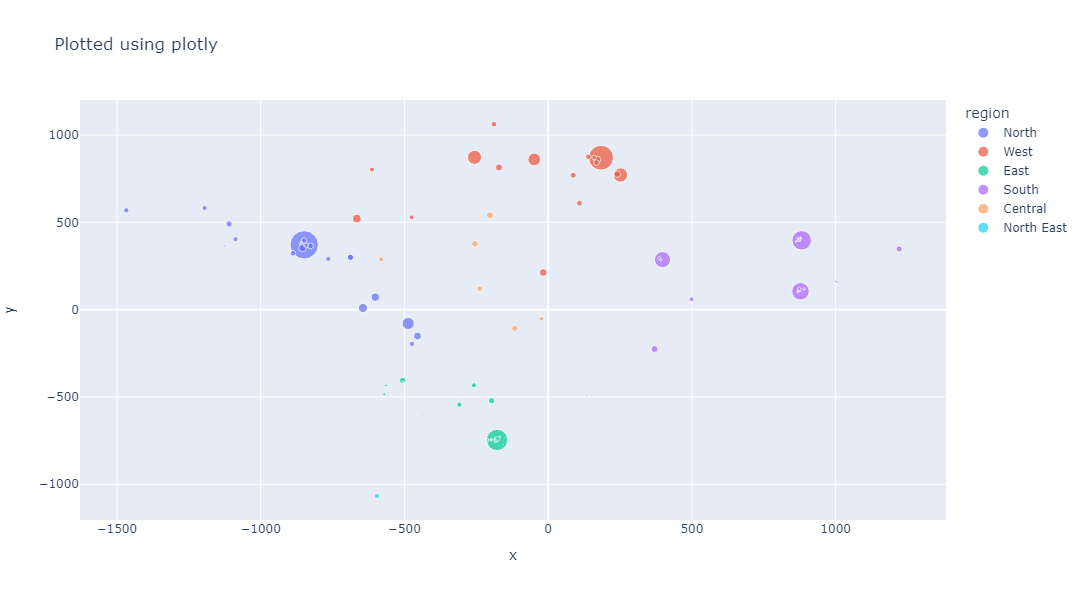 Plotted using plotly
region
North
West
East
South
Central
North East
1000
500
0
−500
−1000
y
−1500
−1000
−500
0
500
1000
x